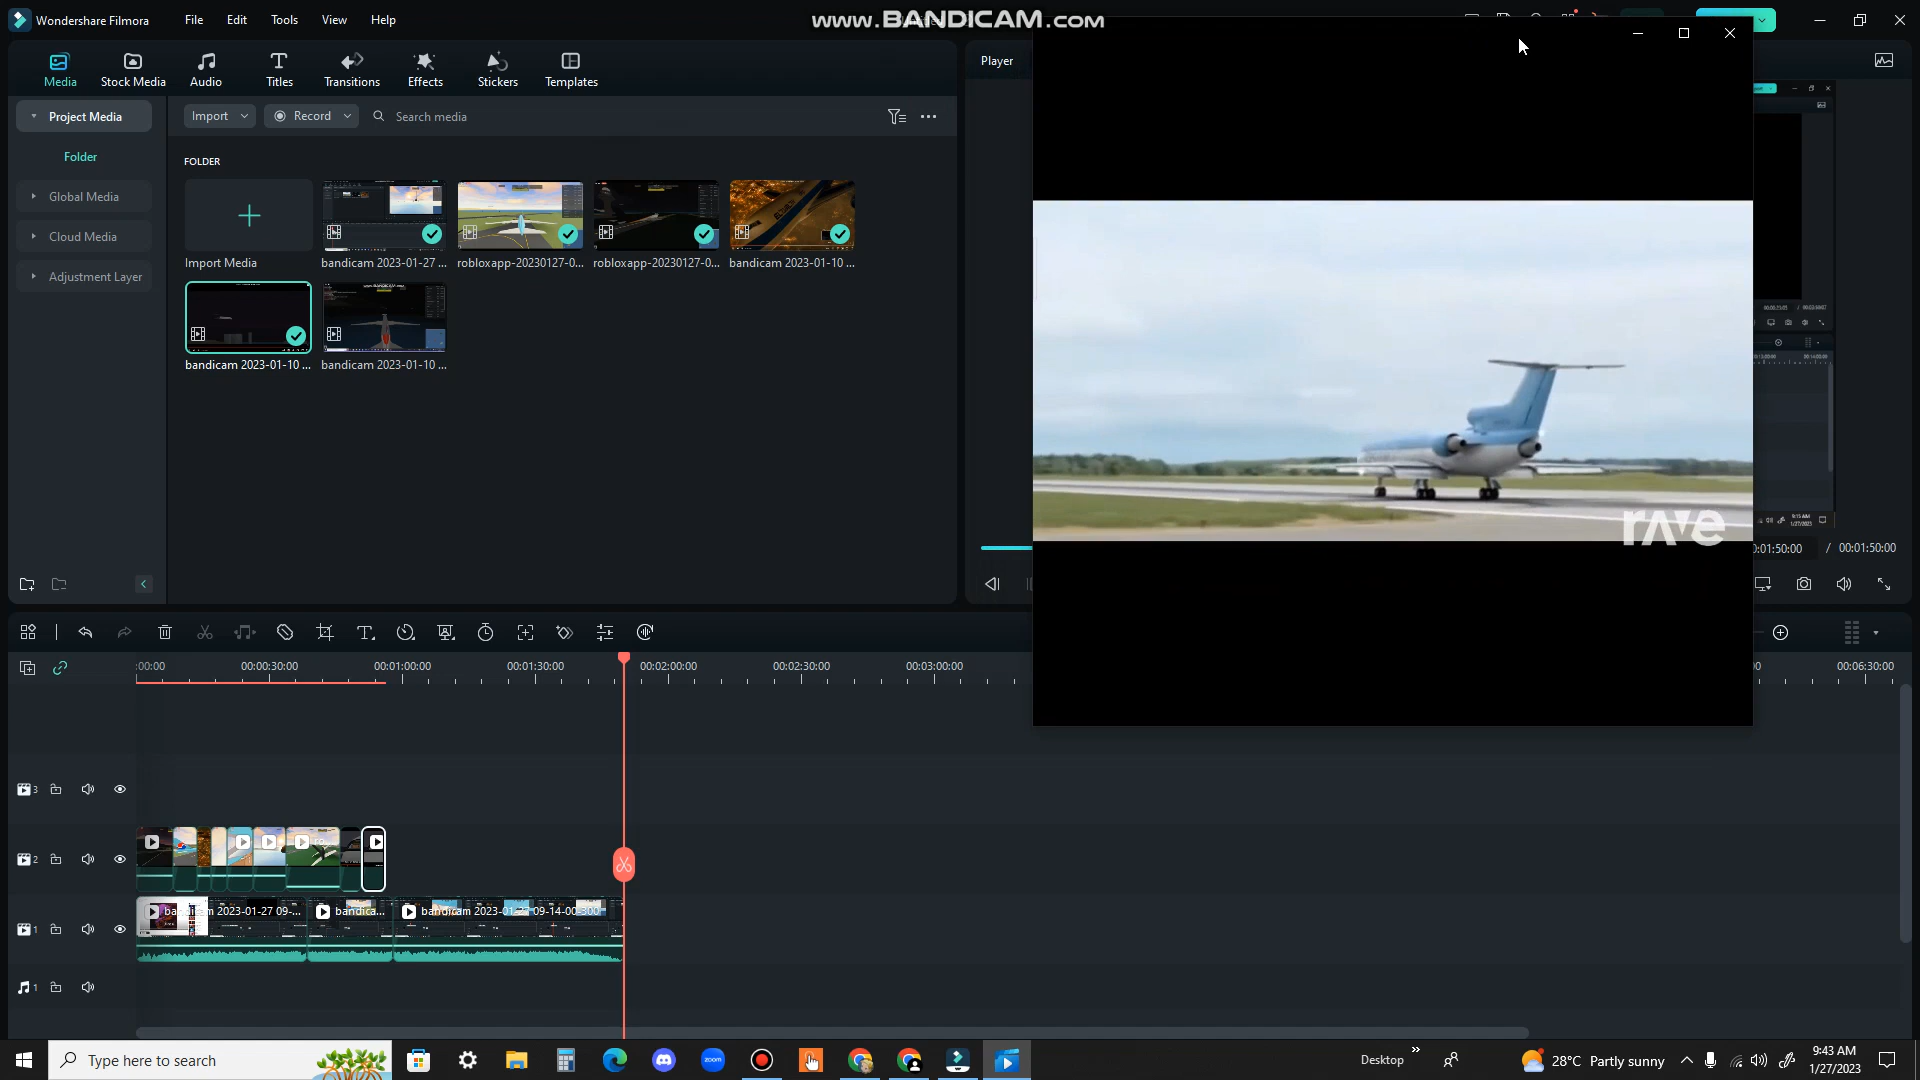 Wondershare Filmora
File
Edit
Tools
View
Help
www.BANDICAM.com
Media
Stock Media
Audio
Titles
Transitions
Effects
Stickers
Templates
Player
Project Media
Import
Record
Search media
Folder
FOLDER
Global Media
Cloud Media
Adjustment Layer
Import Media
bandicam 2023-01-27 ...
robloxapp-20230127-0...
robloxapp-20230127-0...
bandicam 2023-01-10 ...
bandicam 2023-01-10 ...
bandicam 2023-01-10 ...
rave
0:01:50:00 / 00:01:50:00
:00:00
00:00:30:00
00:01:00:00
00:01:30:00
00:02:00:00
00:02:30:00
00:03:00:00
00:06:30:00
3
2
1
bandicam 2023-01-27 09-...
bandica...
bandicam 2023-01-27 09-14-00-300
1
Type here to search
zoom
Desktop
28°C Partly sunny
9:43 AM
1/27/2023